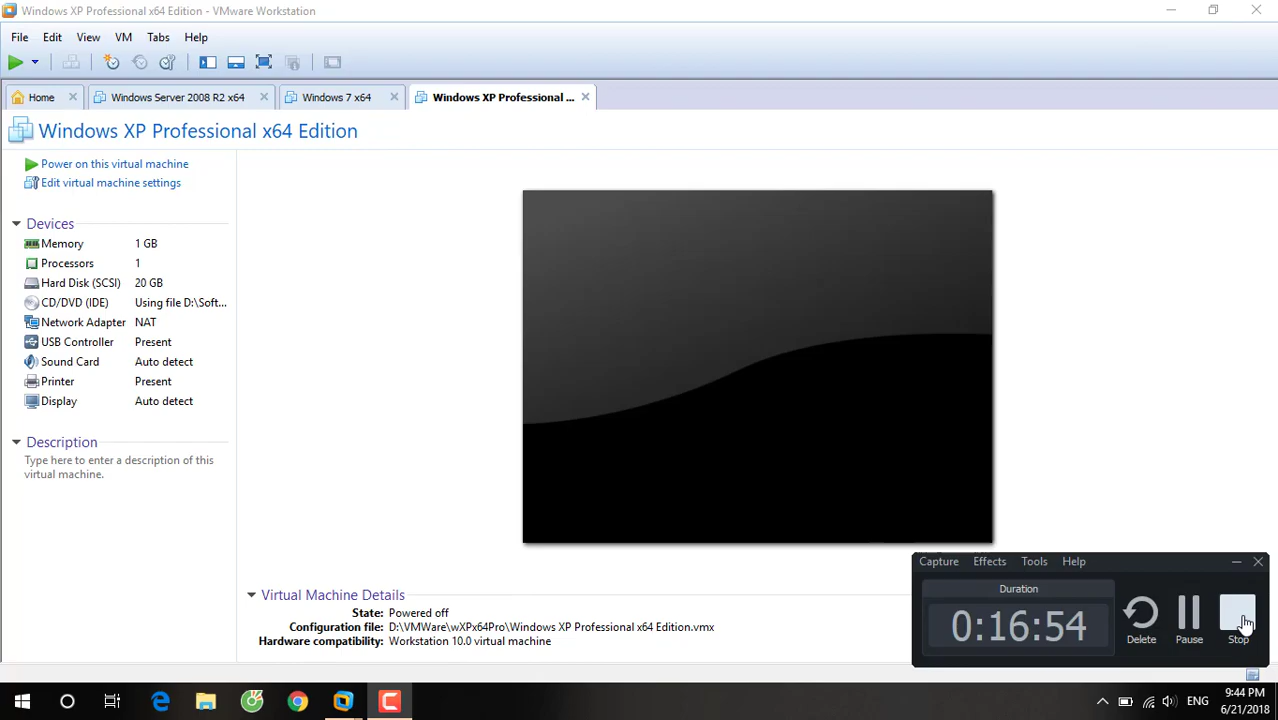 Windows XP Professional x64 Edition - VMware Workstation
File Edit View VM Tabs Help
Home Windows Server 2008 R2 x64 Windows 7 x64 Windows XP Professional ...
Windows XP Professional x64 Edition
Power on this virtual machine
Edit virtual machine settings
Devices
Memory 1 GB
Processors 1
Hard Disk (SCSI) 20 GB
CD/DVD (IDE) Using file D:\Soft...
Network Adapter NAT
USB Controller Present
Sound Card Auto detect
Printer Present
Display Auto detect
Description
Type here to enter a description of this
virtual machine.
Virtual Machine Details
State: Powered off
Configuration file: D:\VMWare\wXPx64Pro\Windows XP Professional x64 Edition.vmx
Hardware compatibility: Workstation 10.0 virtual machine
Capture Effects Tools Help
Duration
0:16:54
Delete Pause Stop
ENG
9:44 PM
6/21/2018